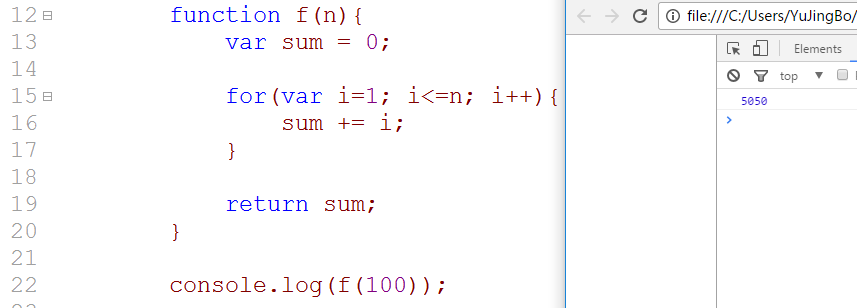 12 function f(n){
13 var sum = 0;
14
15 for(var i=1; i<=n; i++){
16 sum += i;
17 }
18
19 return sum;
20 }
21
22 console.log(f(100));
file:///C:/Users/YuJingBo/
Elements
top
5050